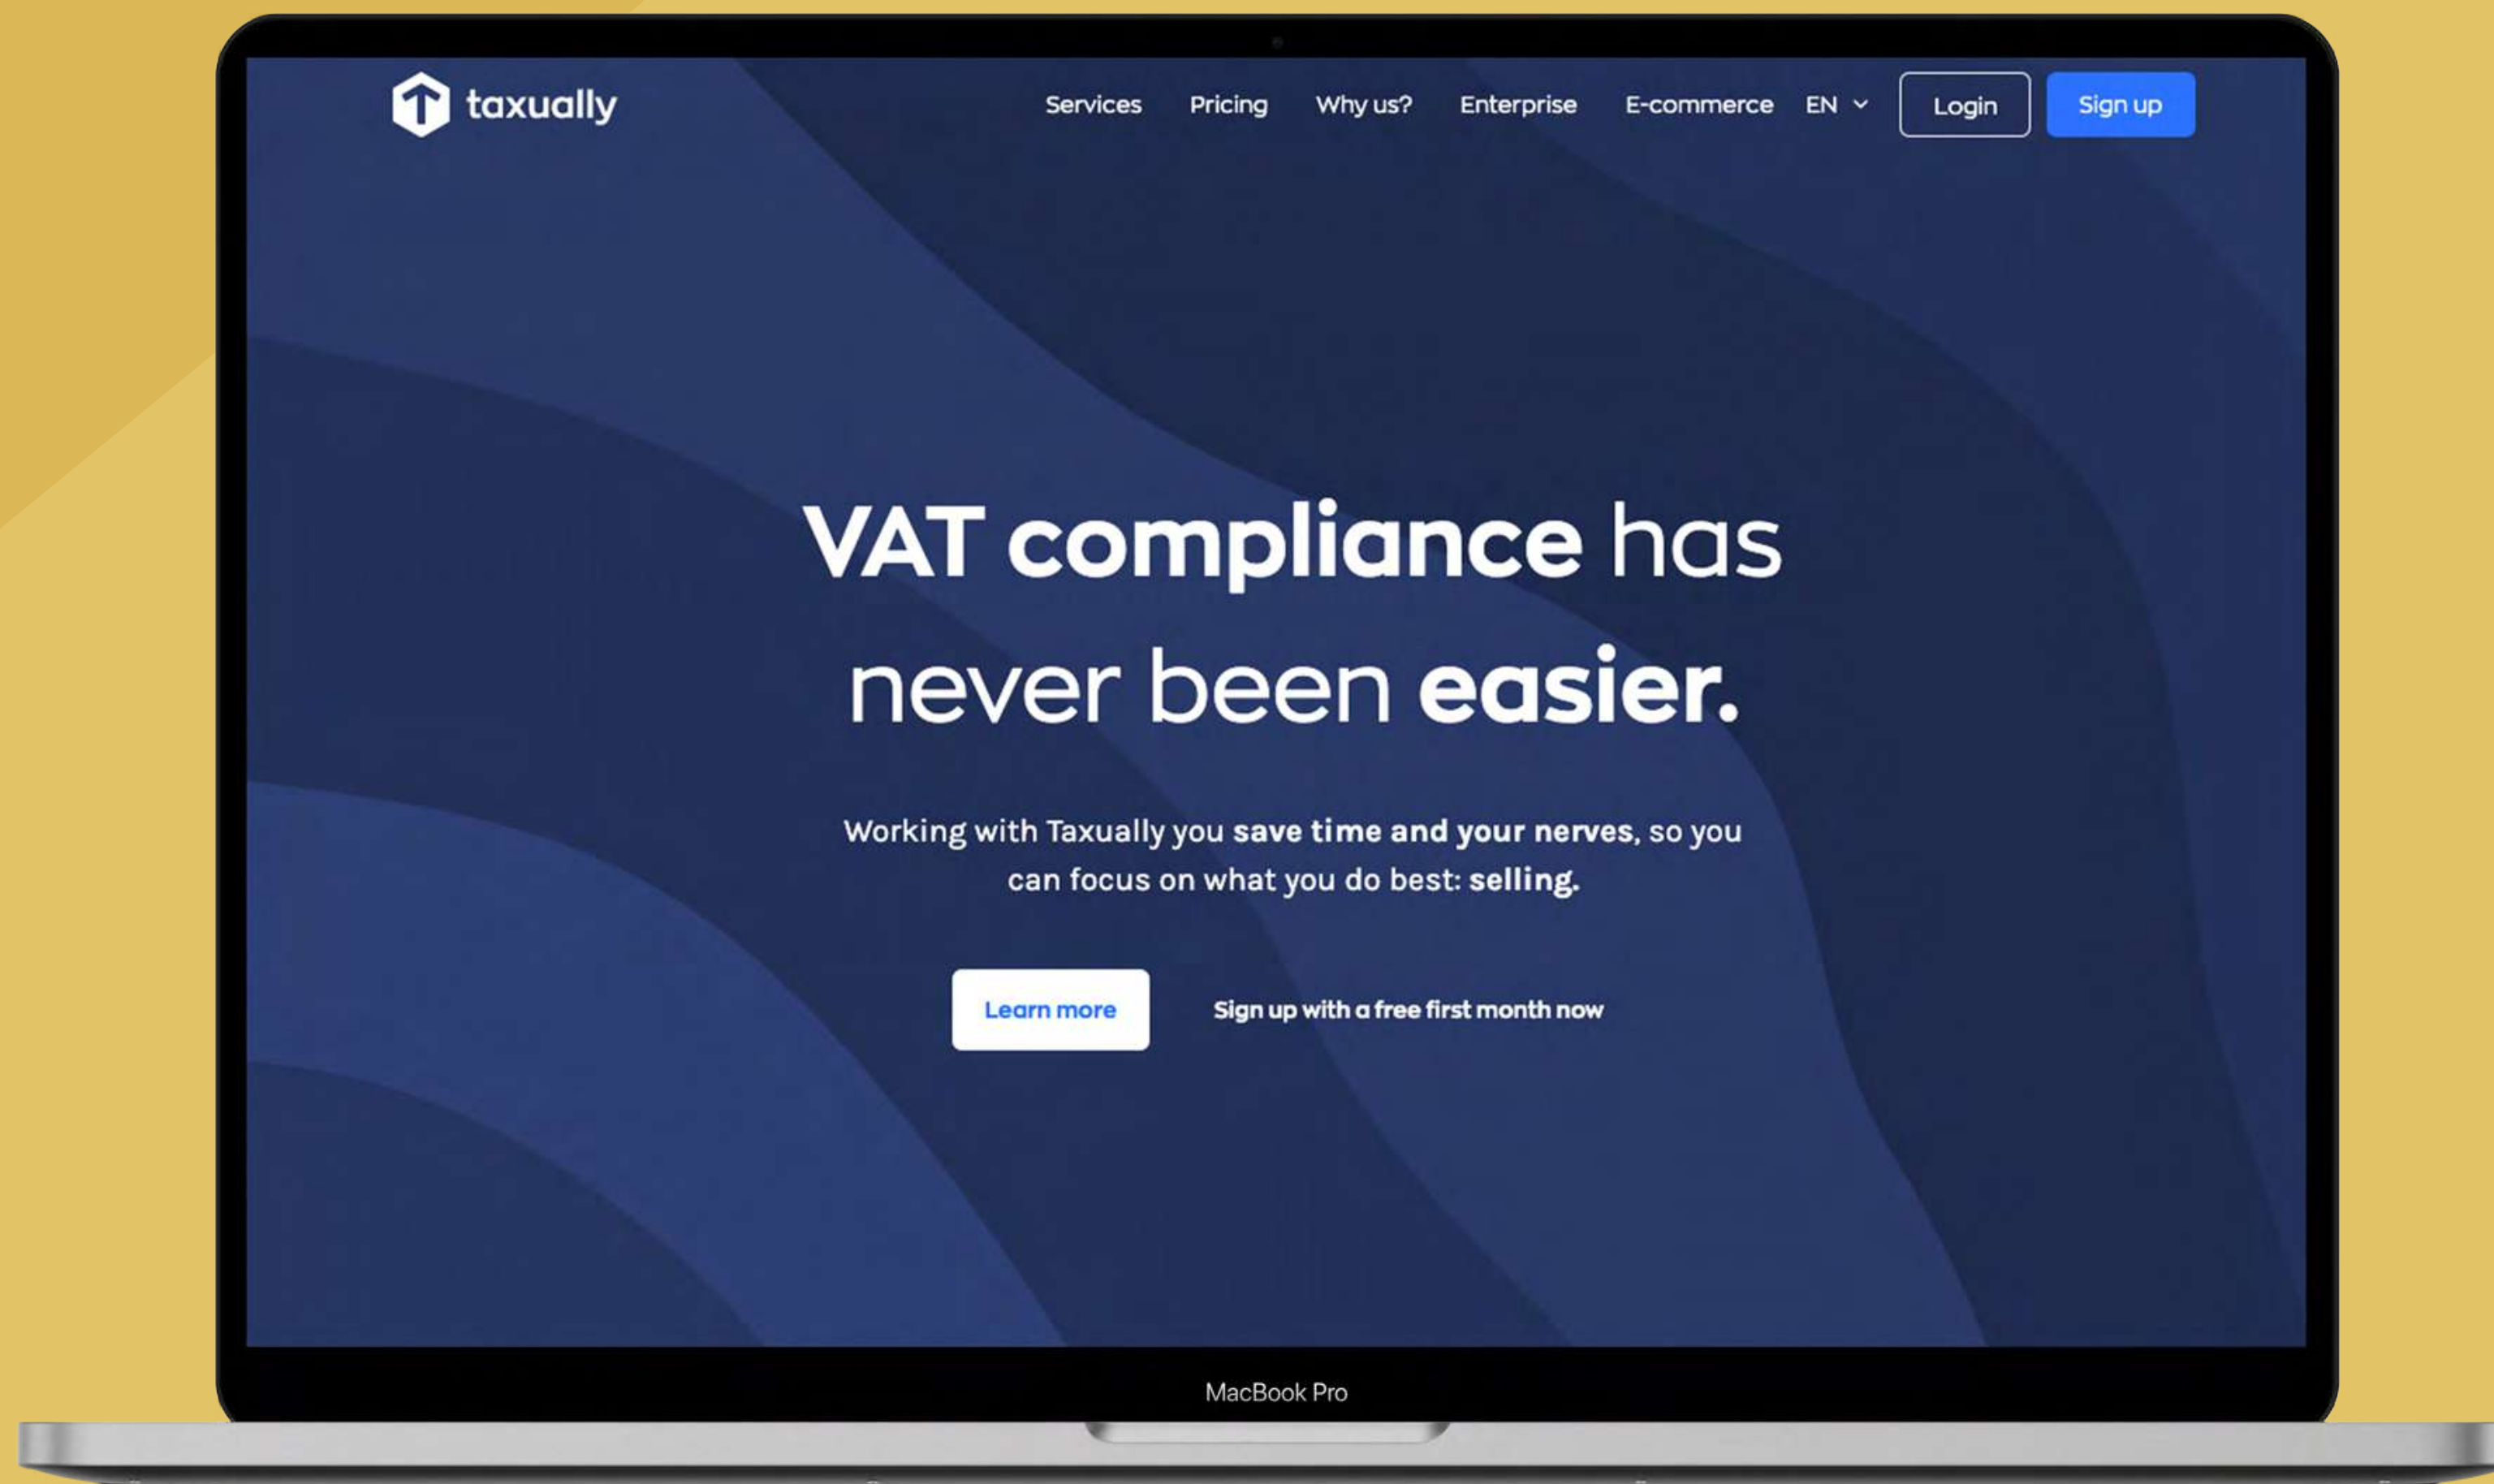 taxually
Services Pricing Why us? Enterprise E-commerce EN Login Sign up
VAT compliance has
never been easier.
Working with Taxually you save time and your nerves, so you
can focus on what you do best: selling.
Learn more Sign up with a free first month now
MacBook Pro